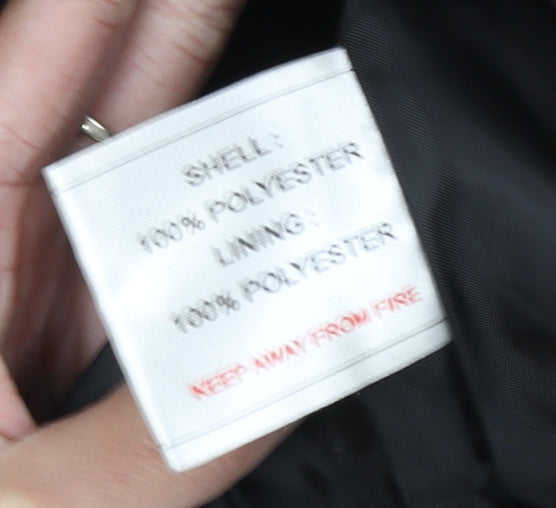 SHELL:
100% POLYESTER
LINING:
100% POLYESTER
KEEP AWAY FROM FIRE